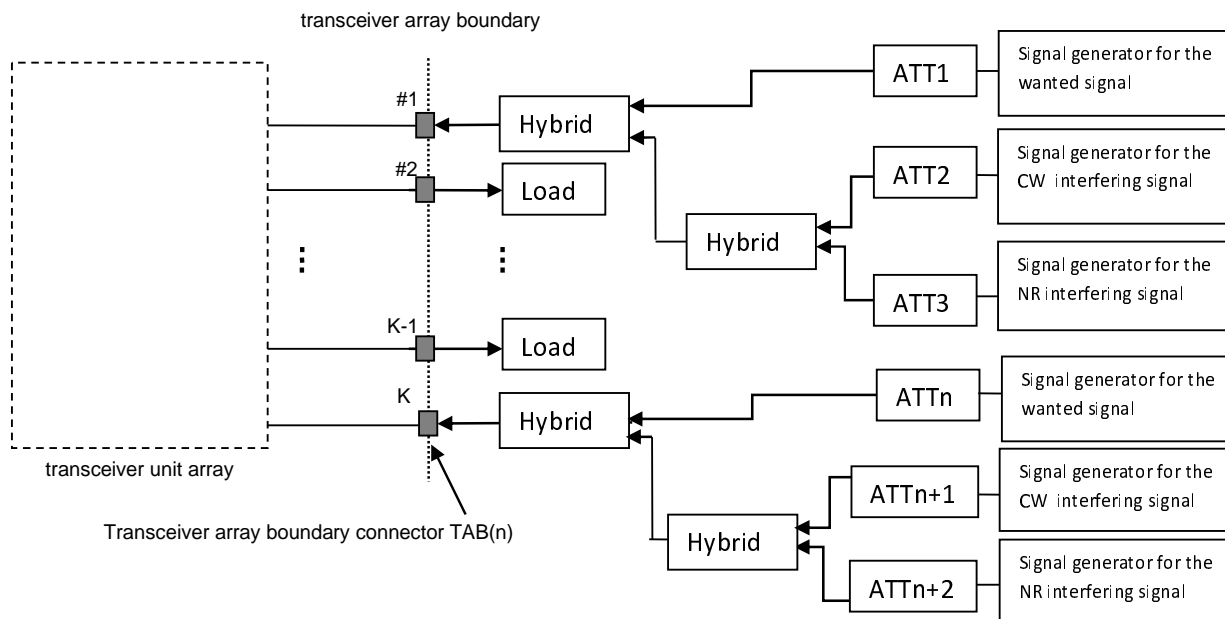 transceiver array boundary
#1
Hybrid
ATT1
Signal generator for the
wanted signal
#2
Load
ATT2
Signal generator for the
CW interfering signal
Hybrid
...
...
ATT3
Signal generator for the
NR interfering signal
K-1
Load
K
Hybrid
ATTn
Signal generator for the
wanted signal
transceiver unit array
ATTn+1
Signal generator for the
CW interfering signal
Transceiver array boundary connector TAB(n)
Hybrid
ATTn+2
Signal generator for the
NR interfering signal